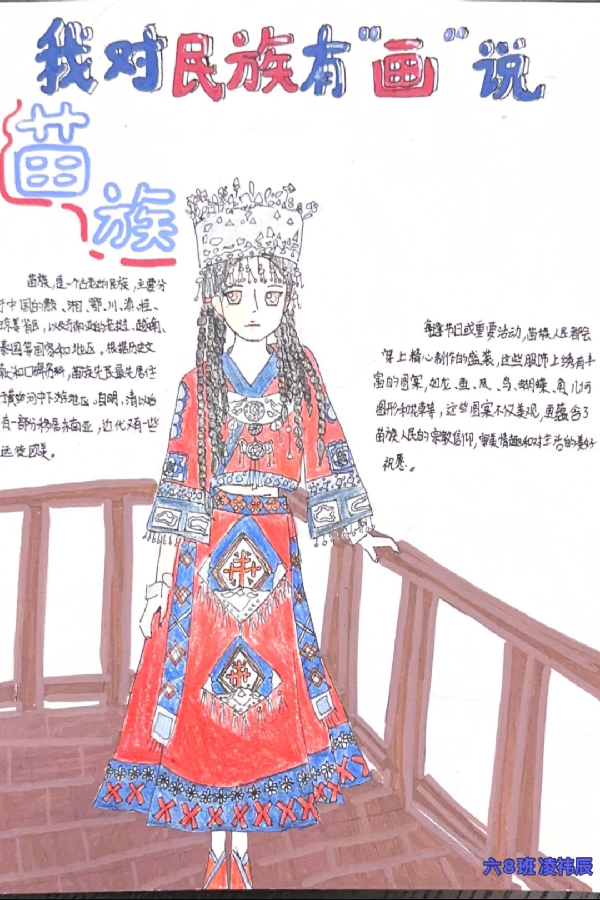 我对民族有"画"说
苗族
苗族,是一个古老的民族,主要分
于中国的黔、湘、鄂、川、滇、桂、
琼等省区,以及东南亚的老挝、越南、
泰国等国家和地区。根据历史文
献和口碑资料,苗族先民最先居住
于黄河中下游地区。自明、清以后
有一部分移居东南亚,近代又有一些
远徙欧美。
每逢节日或重要活动,苗族人民都会
穿上精心制作的盛装,这些服饰上绣有丰
富的图案,如龙、鱼、凤、鸟、蝴蝶、角、几何
图形和花草等,这些图案不仅美观,更蕴含了
苗族人民的宗教信仰,审美情趣和对生活的美好
祝愿。
六8班 凌祎辰